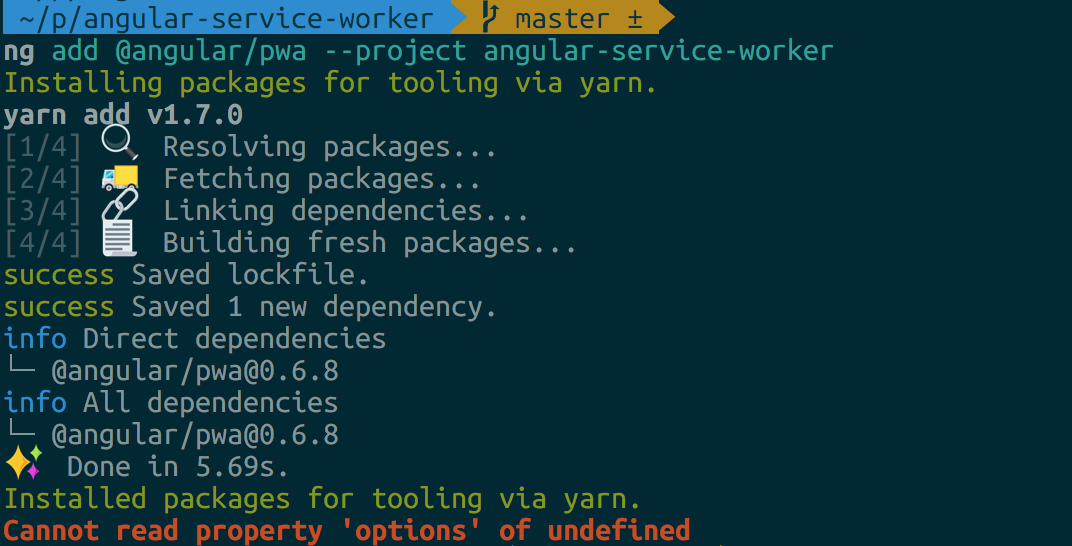 ~/p/angular-service-worker master ±
ng add @angular/pwa --project angular-service-worker
Installing packages for tooling via yarn.
yarn add v1.7.0
[1/4] 🔍 Resolving packages...
[2/4] 🚚 Fetching packages...
[3/4] 🔗 Linking dependencies...
[4/4] 📃 Building fresh packages...
success Saved lockfile.
success Saved 1 new dependency.
info Direct dependencies
└─ @angular/pwa@0.6.8
info All dependencies
└─ @angular/pwa@0.6.8
✨ Done in 5.69s.
Installed packages for tooling via yarn.
Cannot read property 'options' of undefined